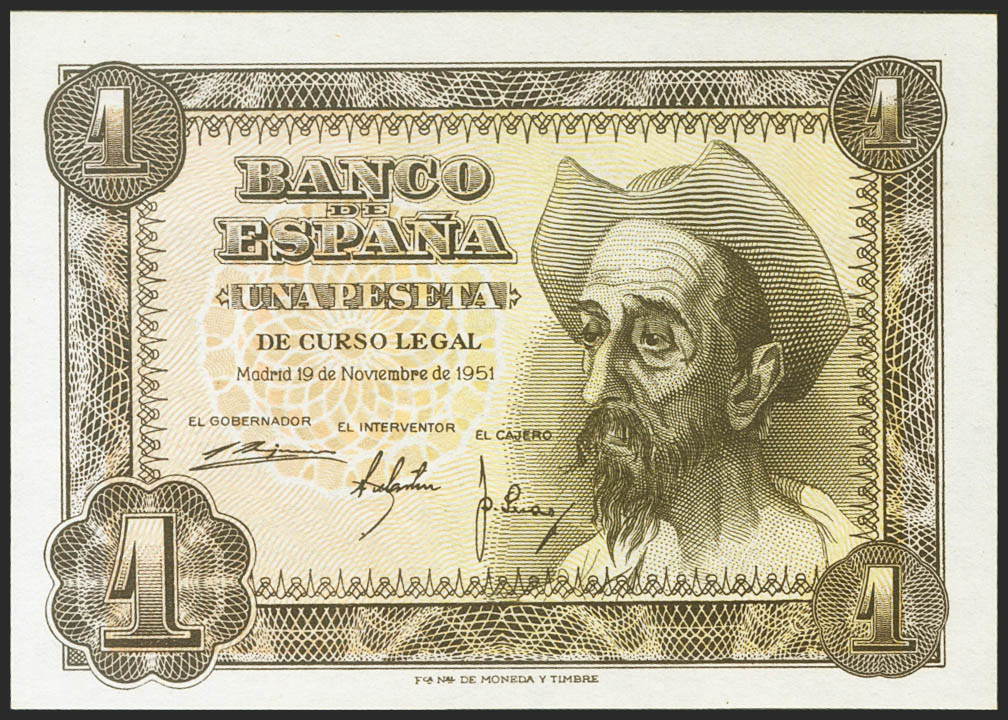 1
1
BANCO
DE
ESPAÑA
UNA PESETA
DE CURSO LEGAL
Madrid 19 de Noviembre de 1951
EL GOBERNADOR
EL INTERVENTOR
EL CAJERO
1
1
Fca NAL DE MONEDA Y TIMBRE